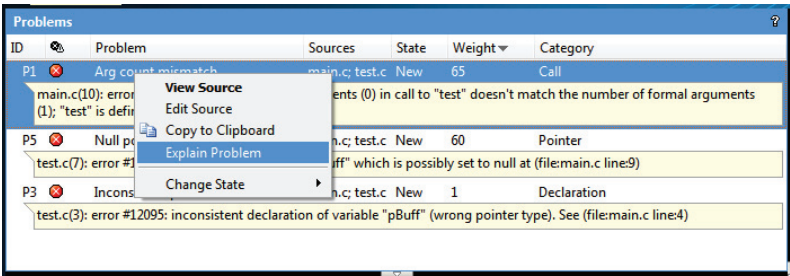 Problems ?
ID Problem Sources State Weight Category
P1 Arg count mismatch main.c; test.c New 65 Call
View Source
main.c(10): error ents (0) in call to "test" doesn't match the number of formal arguments
Edit Source
(1); "test" is defin
Copy to Clipboard
P5 Null po n.c; test.c New 60 Pointer
Explain Problem
test.c(7): error #1 uff" which is possibly set to null at (file:main.c line:9)
Change State
P3 Incons n.c; test.c New 1 Declaration
test.c(3): error #12095: inconsistent declaration of variable "pBuff" (wrong pointer type). See (file:main.c line:4)